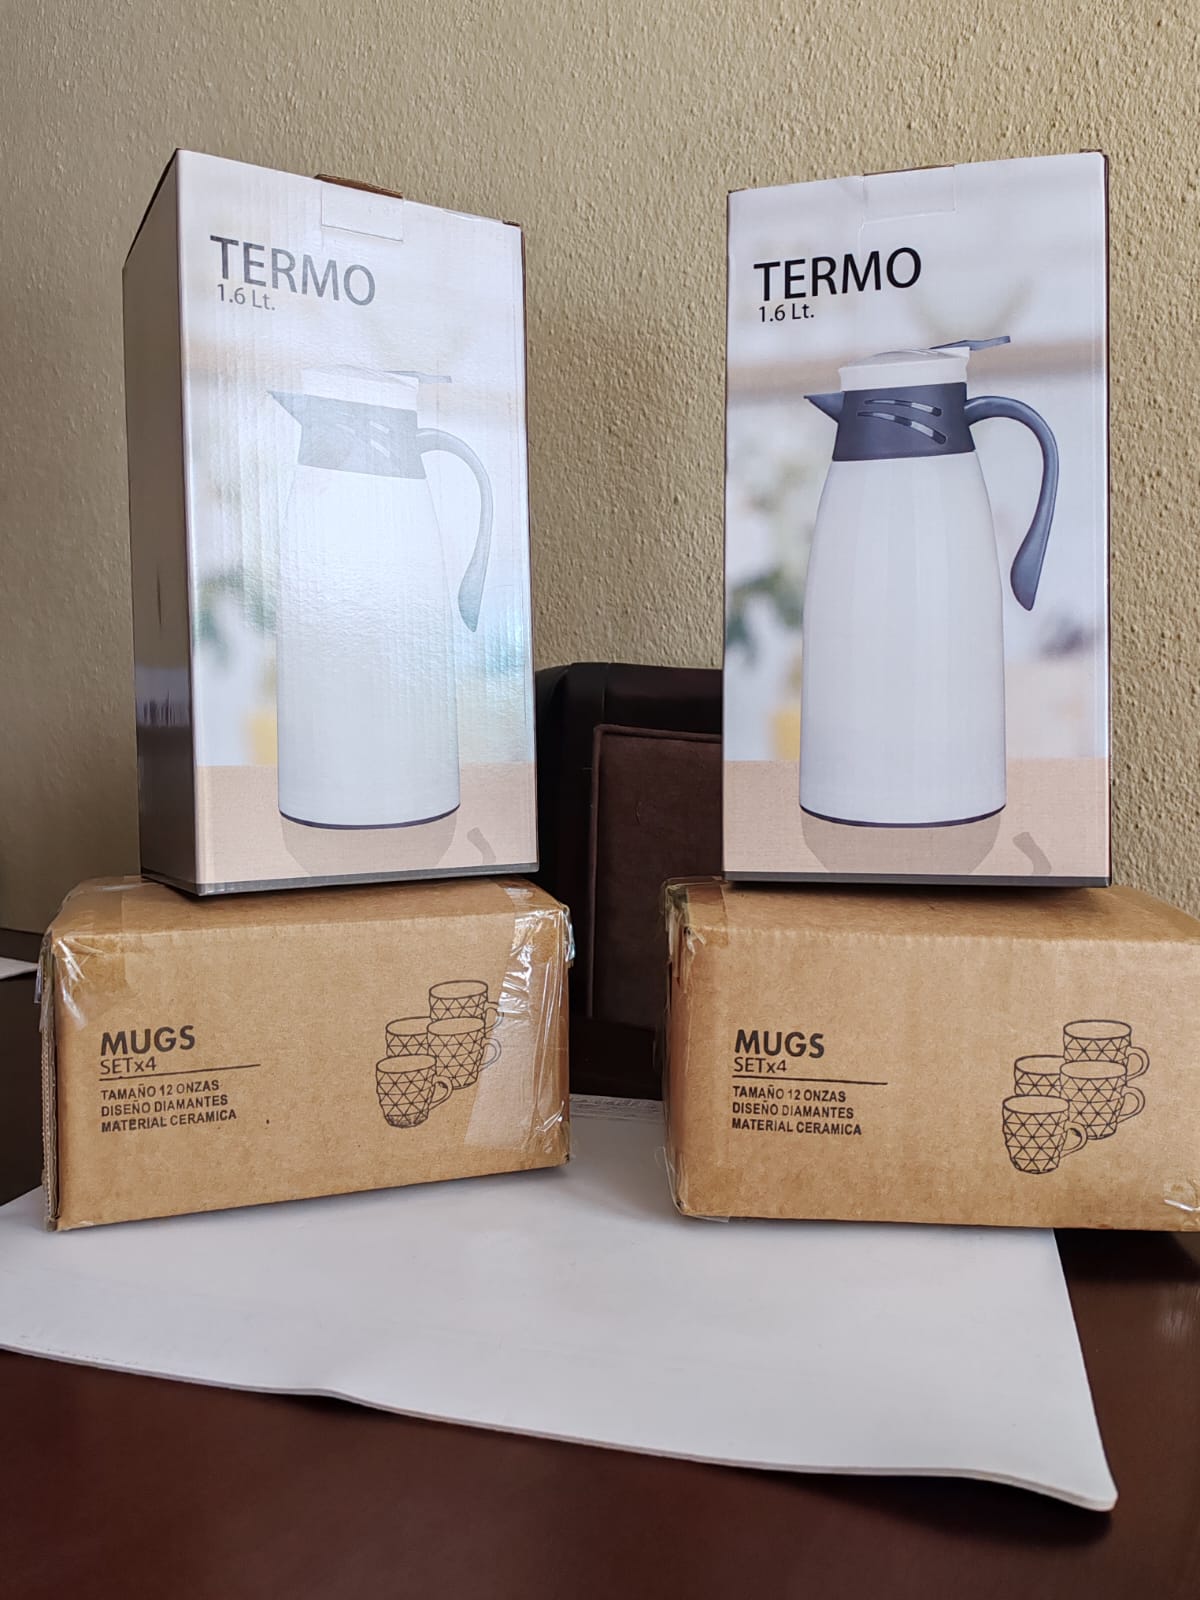 TERMO
1.6 Lt.
TERMO
1.6 Lt.
MUGS
SETx4
TAMAÑO 12 ONZAS
DISEÑO DIAMANTES
MATERIAL CERAMICA
MUGS
SETx4
TAMAÑO 12 ONZAS
DISEÑO DIAMANTES
MATERIAL CERAMICA